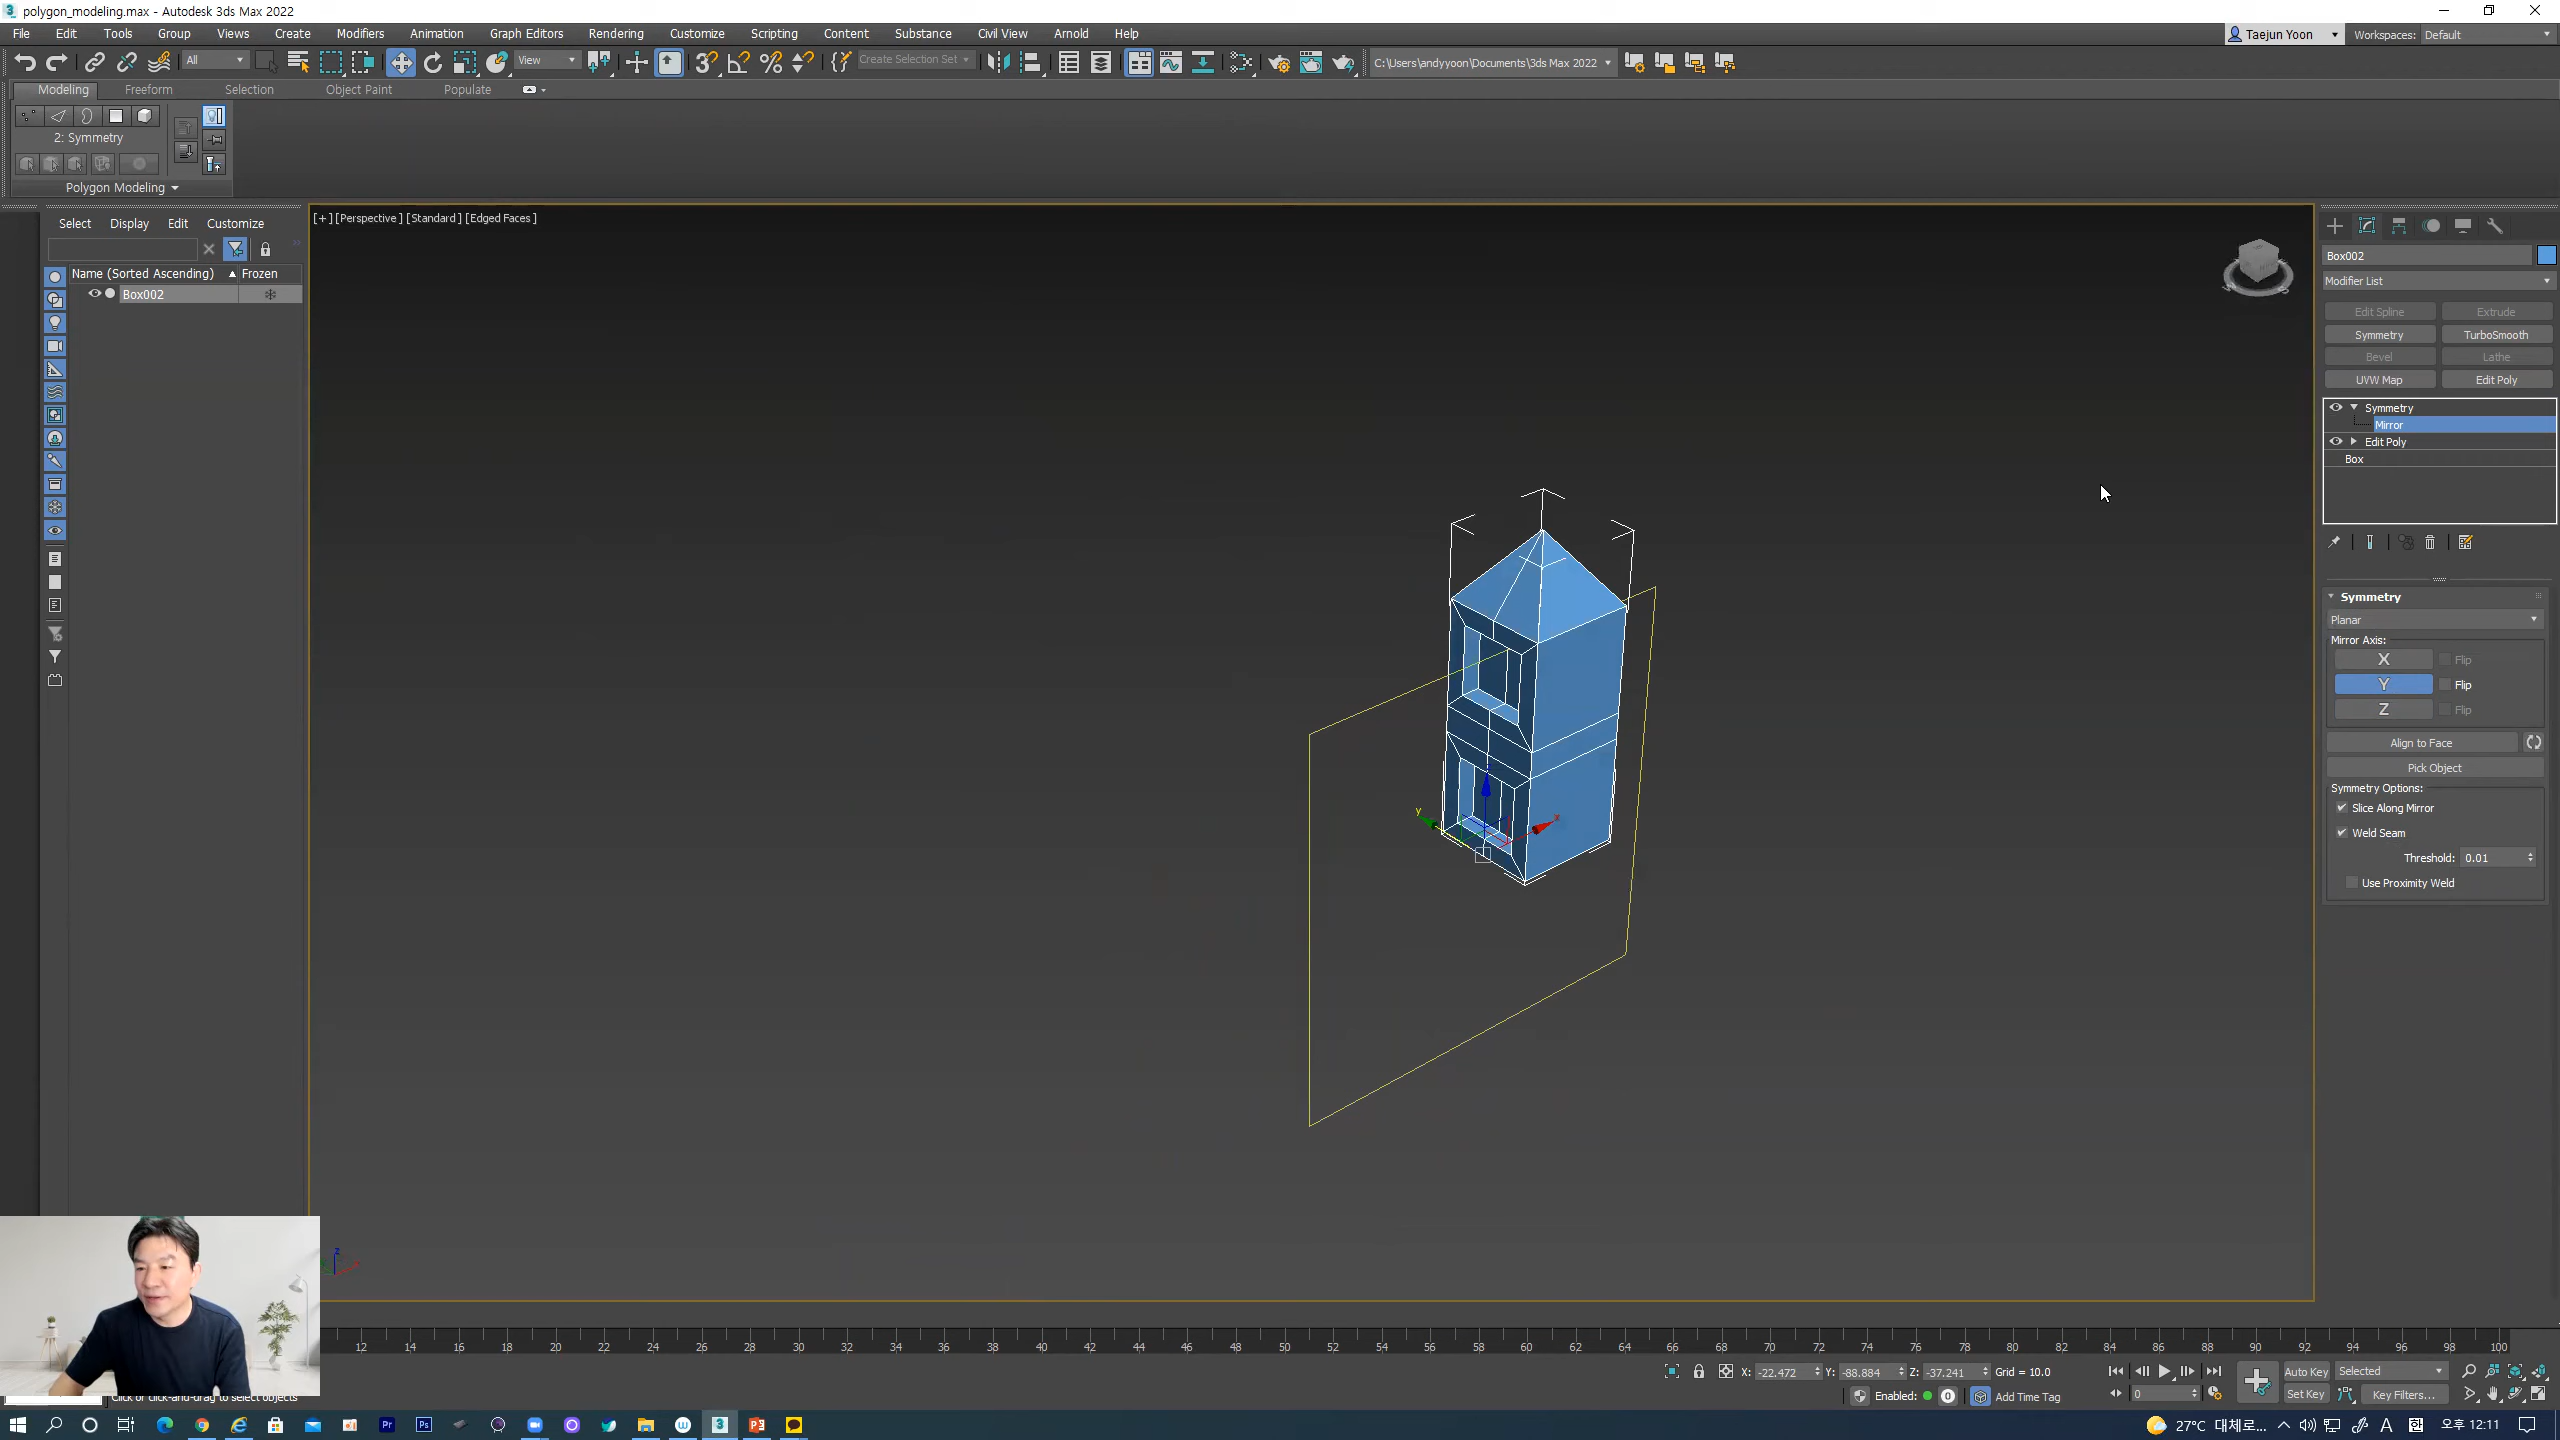 polygon_modeling.max - Autodesk 3ds Max 2022
File Edit Tools Group Views Create Modifiers Animation Graph Editors Rendering Customize Scripting Content Substance Civil View Arnold Help
Taejun Yoon Workspaces: Default
All View Create Selection Set C:\Users\andyyoon\Documents\3ds Max 2022
Modeling Freeform Selection Object Paint Populate
2: Symmetry
Polygon Modeling
Select Display Edit Customize
[+] [Perspective] [Standard] [Edged Faces]
Name (Sorted Ascending) Frozen
Box002
Box002
Modifier List
Edit Spline Extrude
Symmetry TurboSmooth
Bevel Lathe
UVW Map Edit Poly
Symmetry
Mirror
Edit Poly
Box
Symmetry
Planar
Mirror Axis:
X Flip
Y Flip
Z Flip
Align to Face
Pick Object
Symmetry Options:
Slice Along Mirror
Weld Seam
Threshold: 0.01
Use Proximity Weld
y x
z
12 14 16 18 20 22 24 26 28 30 32 34 36 38 40 42 44 46 48 50 52 54 56 58 60 62 64 66 68 70 72 74 76 78 80 82 84 86 88 90 92 94 96 98 100
X: -22.472 Y: -88.884 Z: -37.241 Grid = 10.0
Auto Key Selected
Click or click-and-drag to select objects
Enabled: 0 Add Time Tag
0
Set Key Key Filters...
27°C 대체로... A 한 오후 12:11